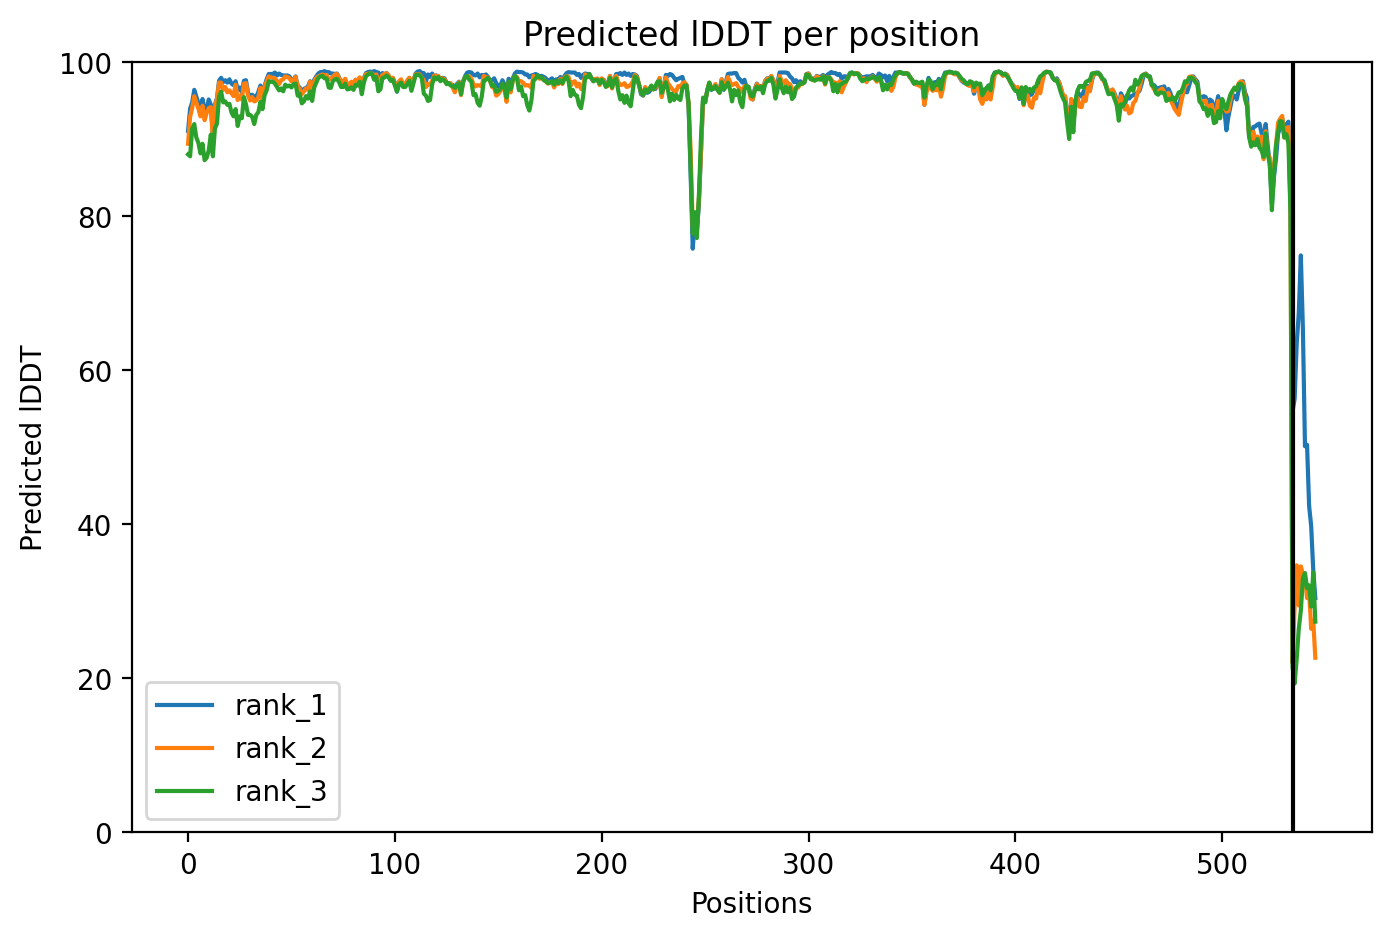 Predicted lDDT per position
100
80
60
40
20
0
Predicted lDDT
rank_1
rank_2
rank_3
0 100 200 300 400 500
Positions